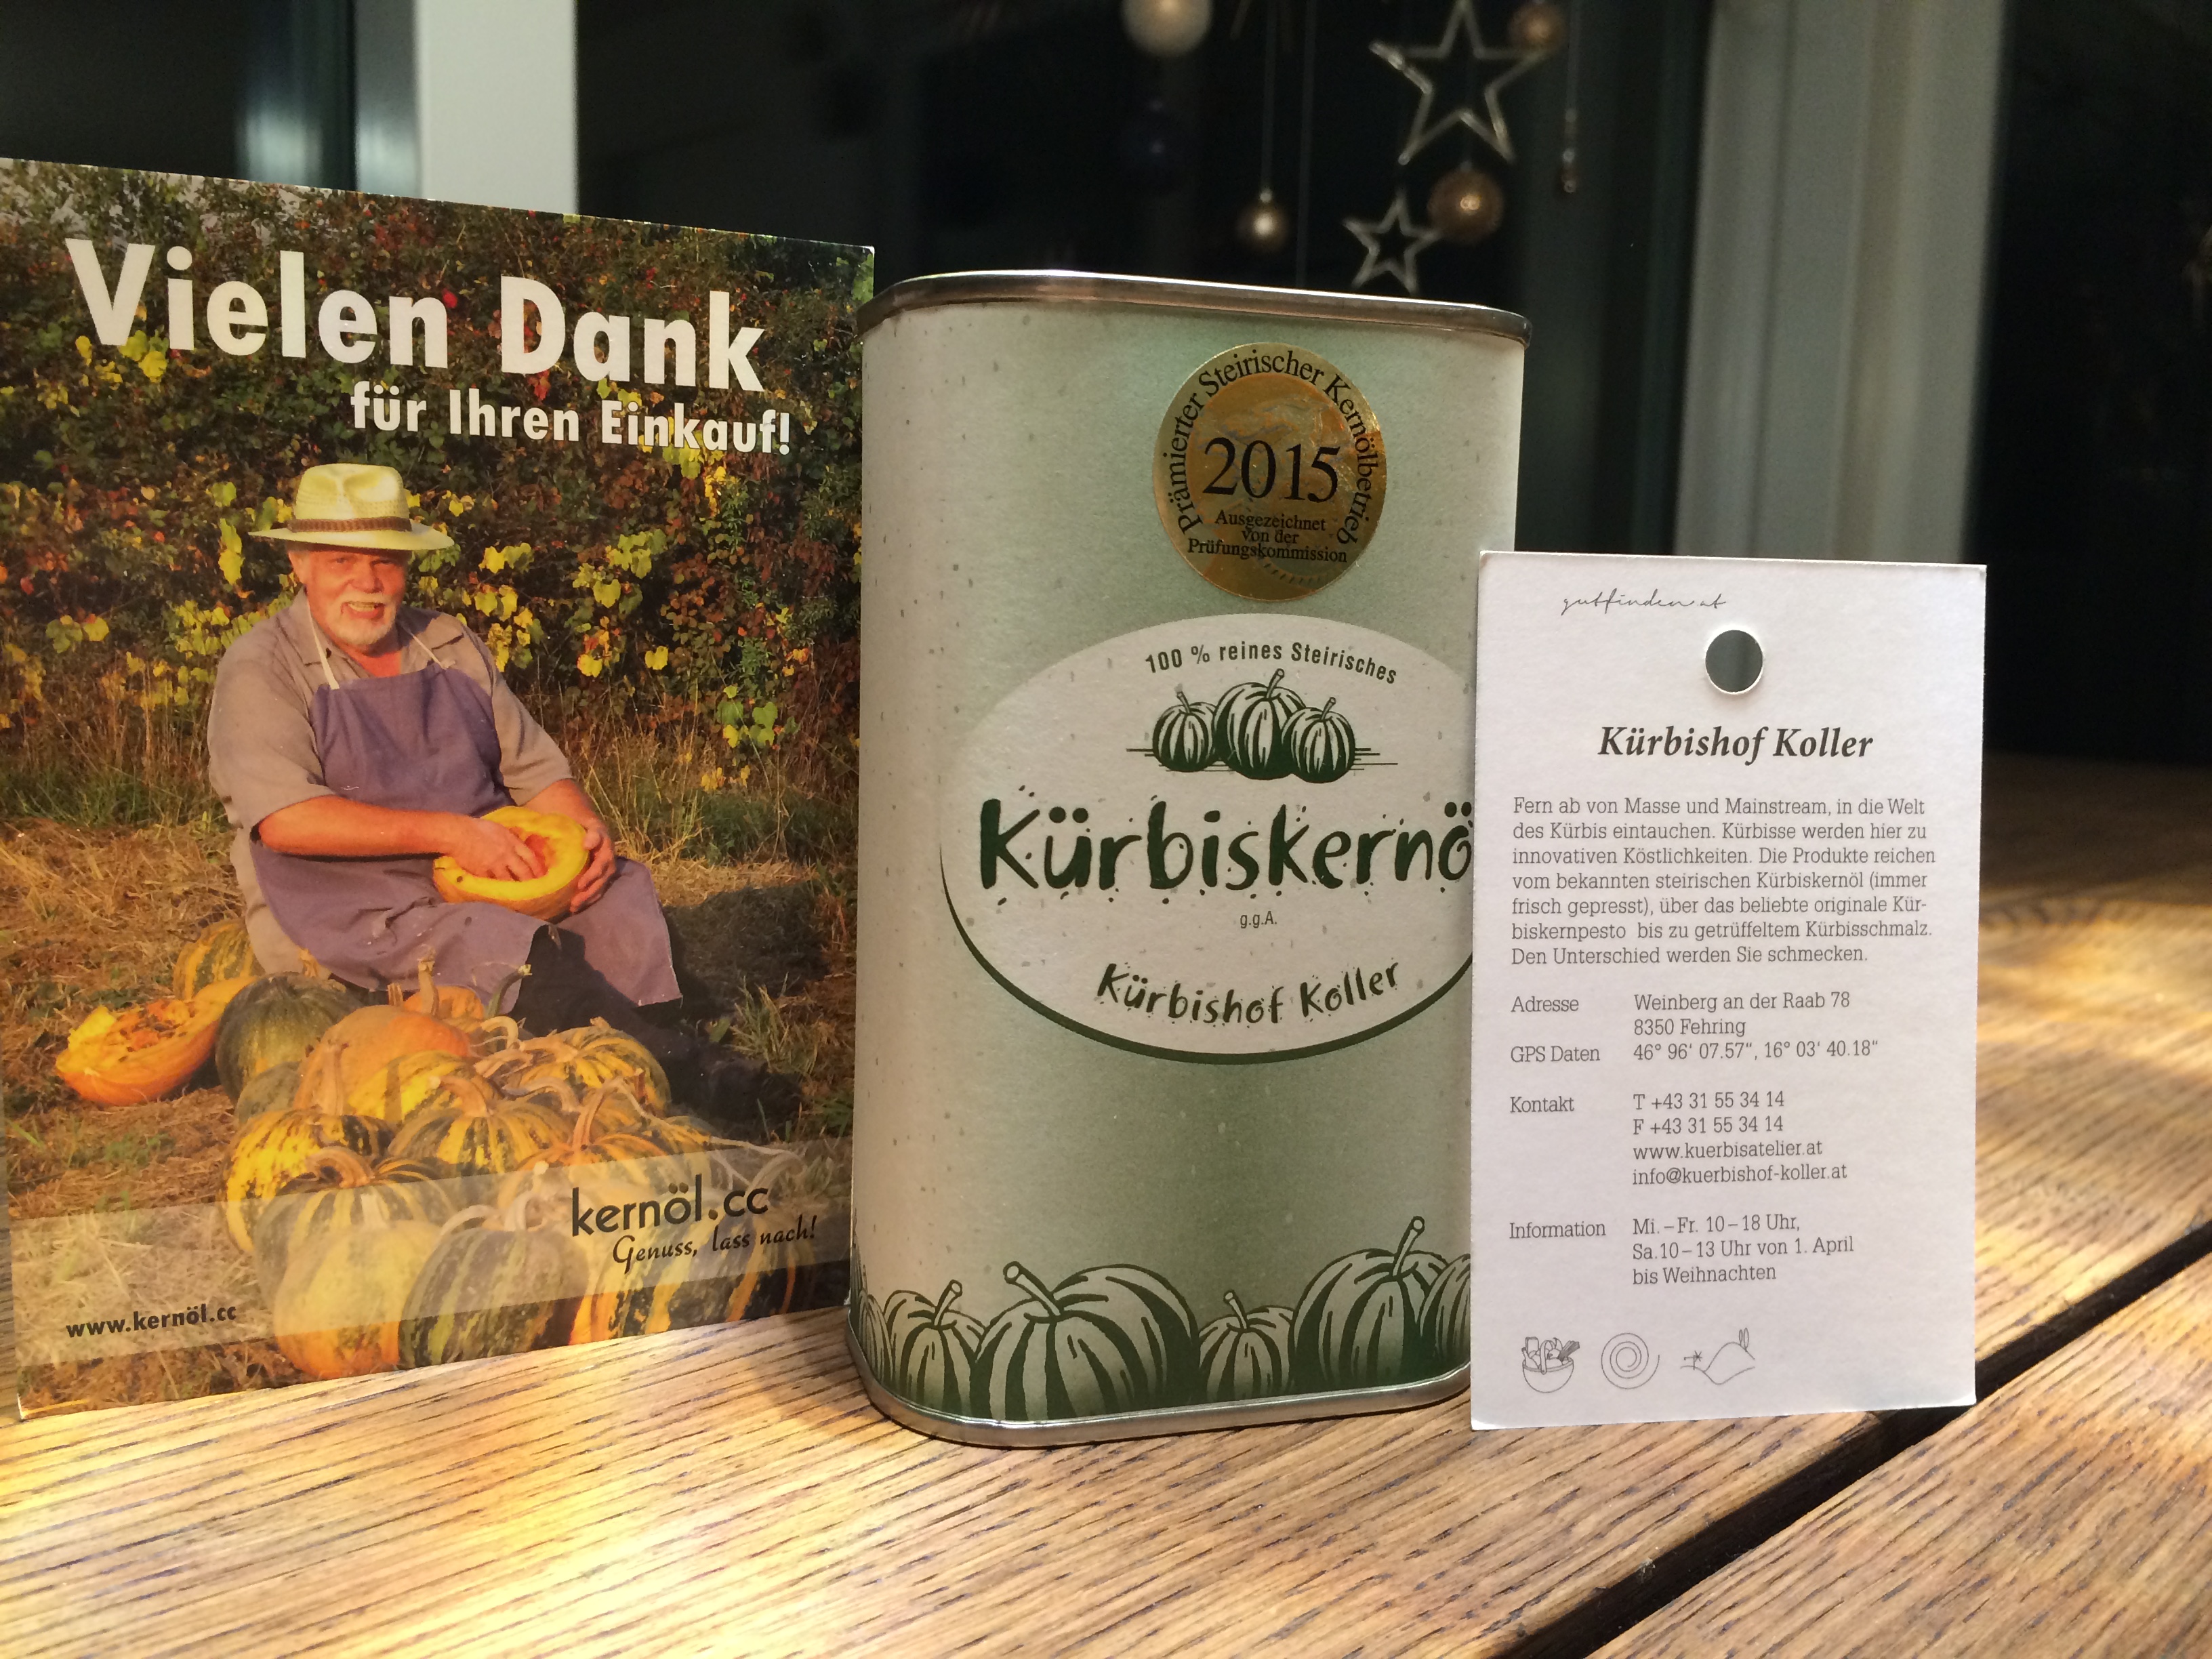 Vielen Dank
für Ihren Einkauf!
kernöl.cc
Genuss, lass nach!
www.kernöl.cc
Prämierter Steirischer Kernölbetrieb
2015
Ausgezeichnet
von der
Prüfungskommission
100 % reines Steirisches
Kürbiskernö
g.g.A.
Kürbishof Koller
gutfinden.at
Kürbishof Koller
Fern ab von Masse und Mainstream, in die Welt
des Kürbis eintauchen. Kürbisse werden hier zu
innovativen Köstlichkeiten. Die Produkte reichen
vom bekannten steirischen Kürbiskernöl (immer
frisch gepresst), über das beliebte originale Kür-
biskernpesto bis zu getrüffeltem Kürbisschmalz.
Den Unterschied werden Sie schmecken.
Adresse Weinberg an der Raab 78
8350 Fehring
GPS Daten 46° 96' 07.57", 16° 03' 40.18"
Kontakt T +43 31 55 34 14
F +43 31 55 34 14
www.kuerbisatelier.at
info@kuerbishof-koller.at
Information Mi. – Fr. 10 – 18 Uhr,
Sa. 10 – 13 Uhr von 1. April
bis Weihnachten